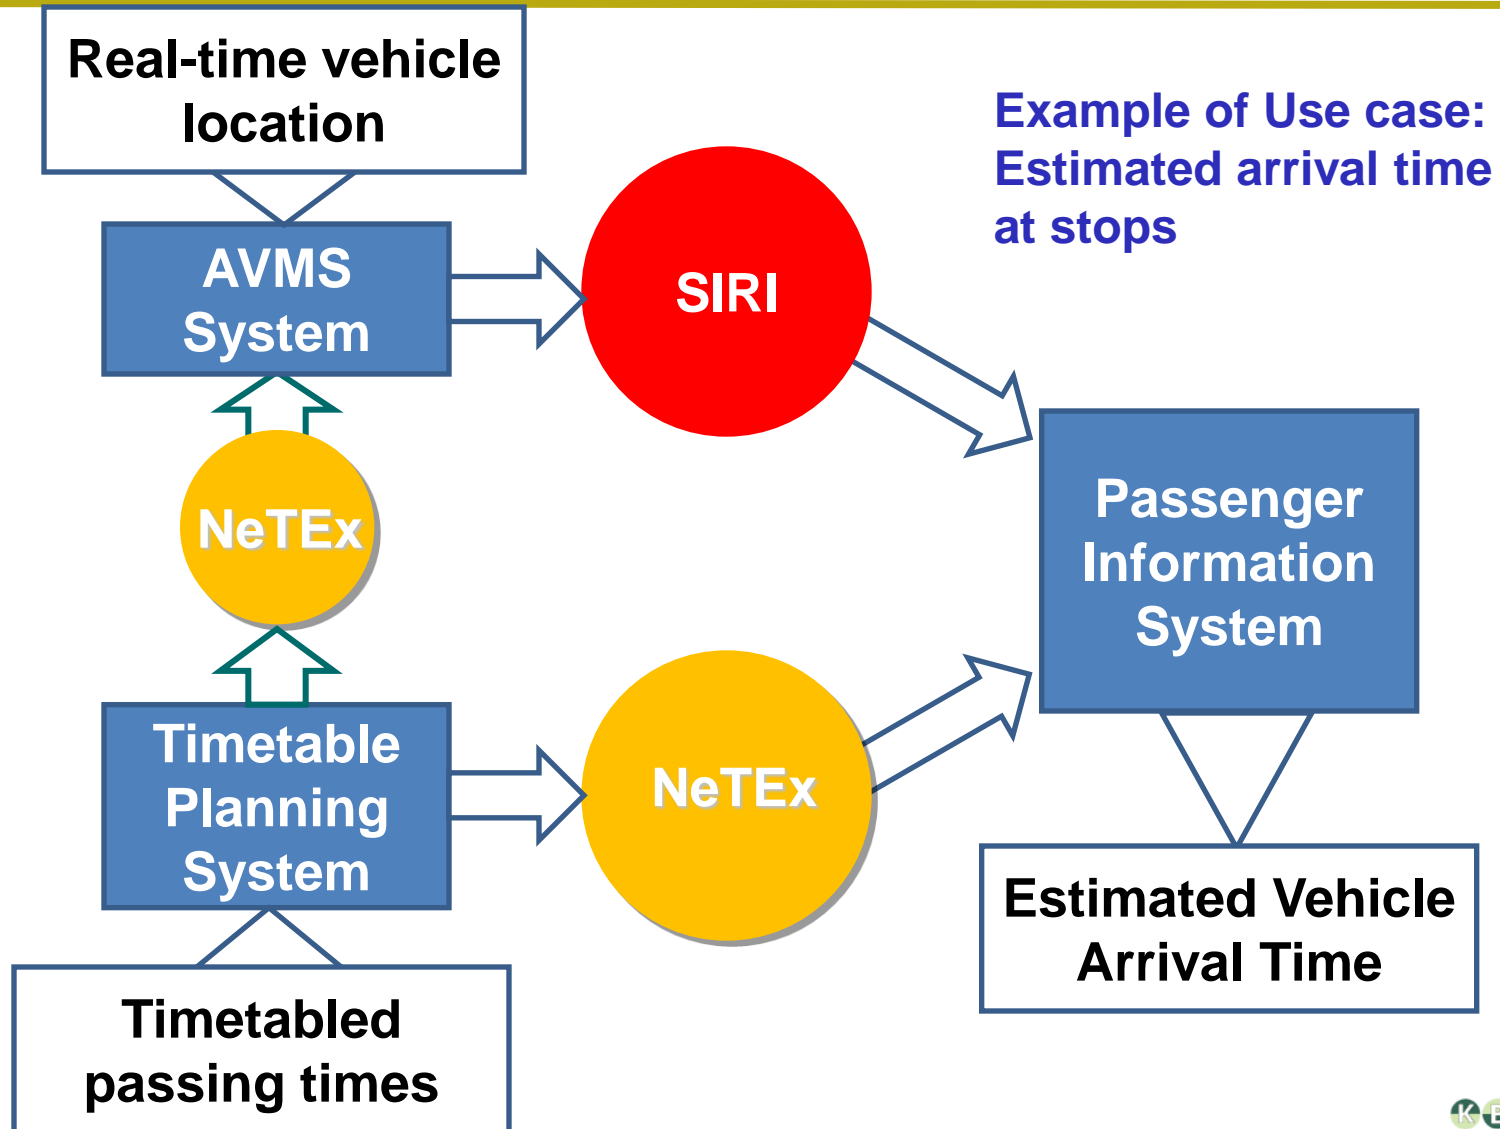 Real-time vehicle
location
Example of Use case:
Estimated arrival time
at stops
AVMS
System
SIRI
NeTEx
Passenger
Information
System
Timetable
Planning
System
NeTEx
Estimated Vehicle
Arrival Time
Timetabled
passing times
K